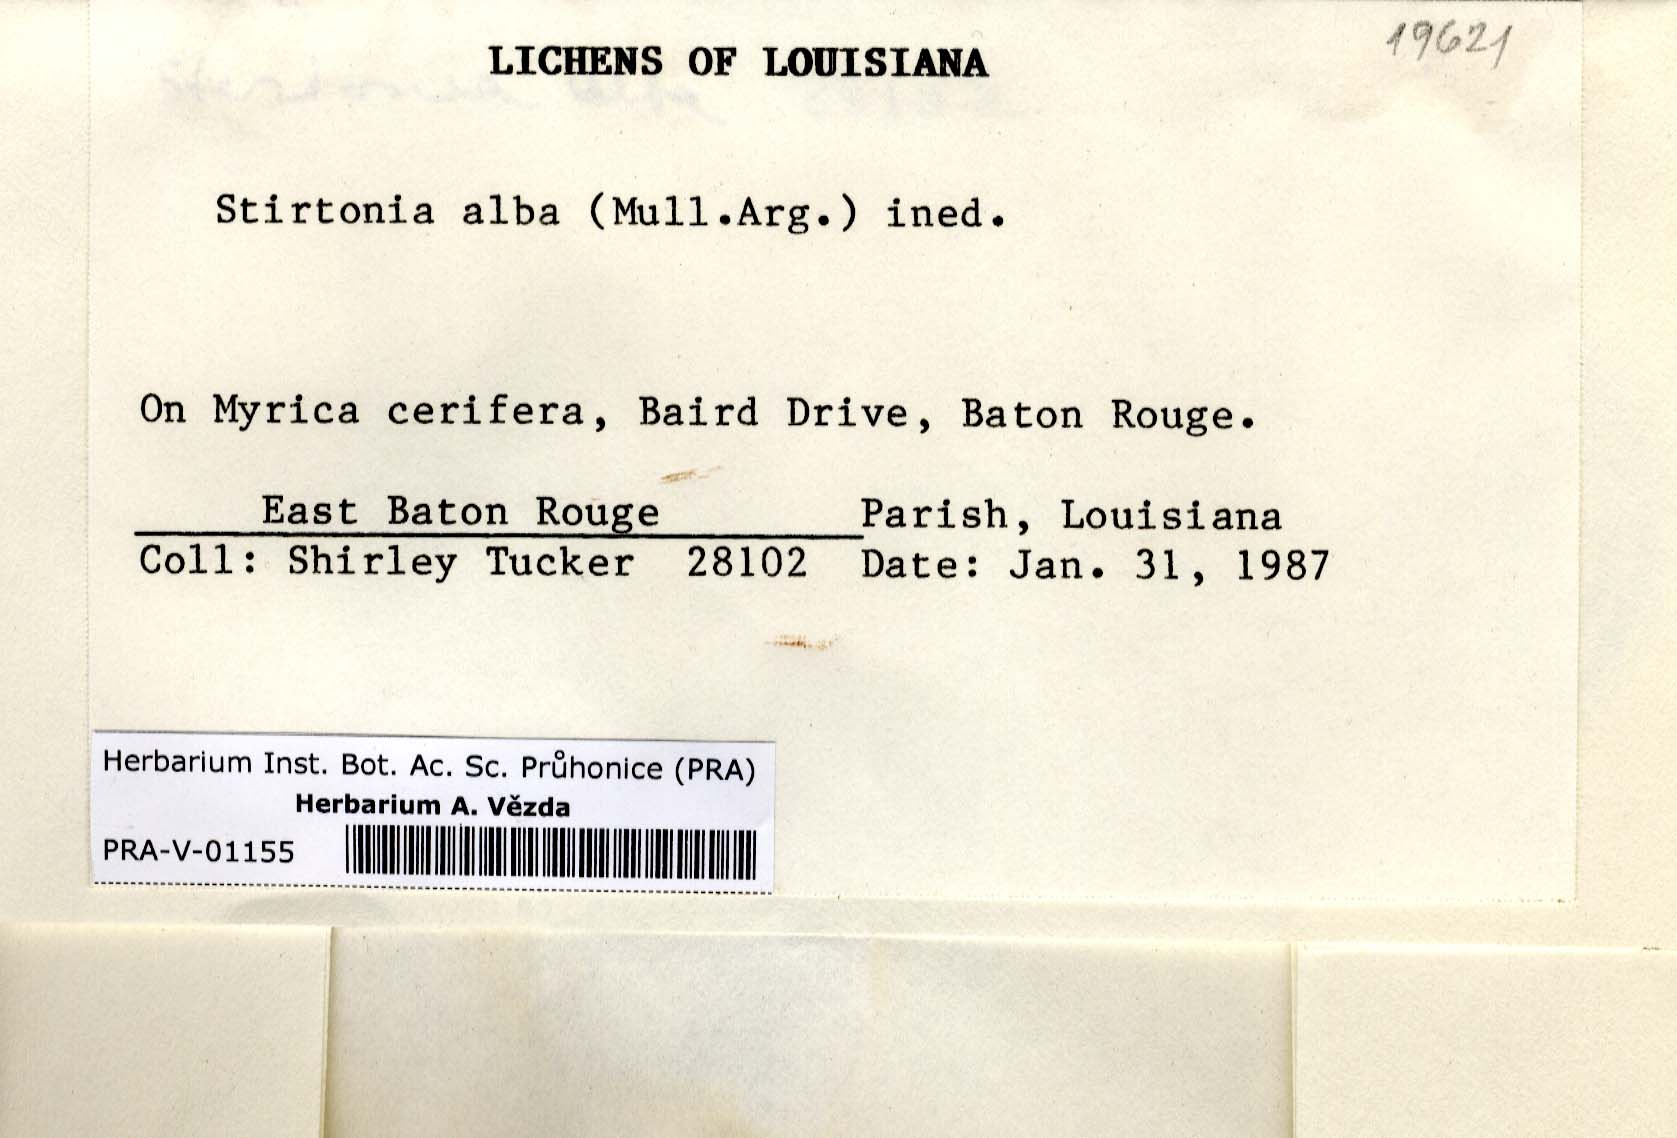 19621
LICHENS OF LOUISIANA
Stirtonia alba (Mull.Arg.) ined.
On Myrica cerifera, Baird Drive, Baton Rouge.
East Baton Rouge Parish, Louisiana
Coll: Shirley Tucker 28102 Date: Jan. 31, 1987
Herbarium Inst. Bot. Ac. Sc. Průhonice (PRA)
Herbarium A. Vězda
PRA-V-01155